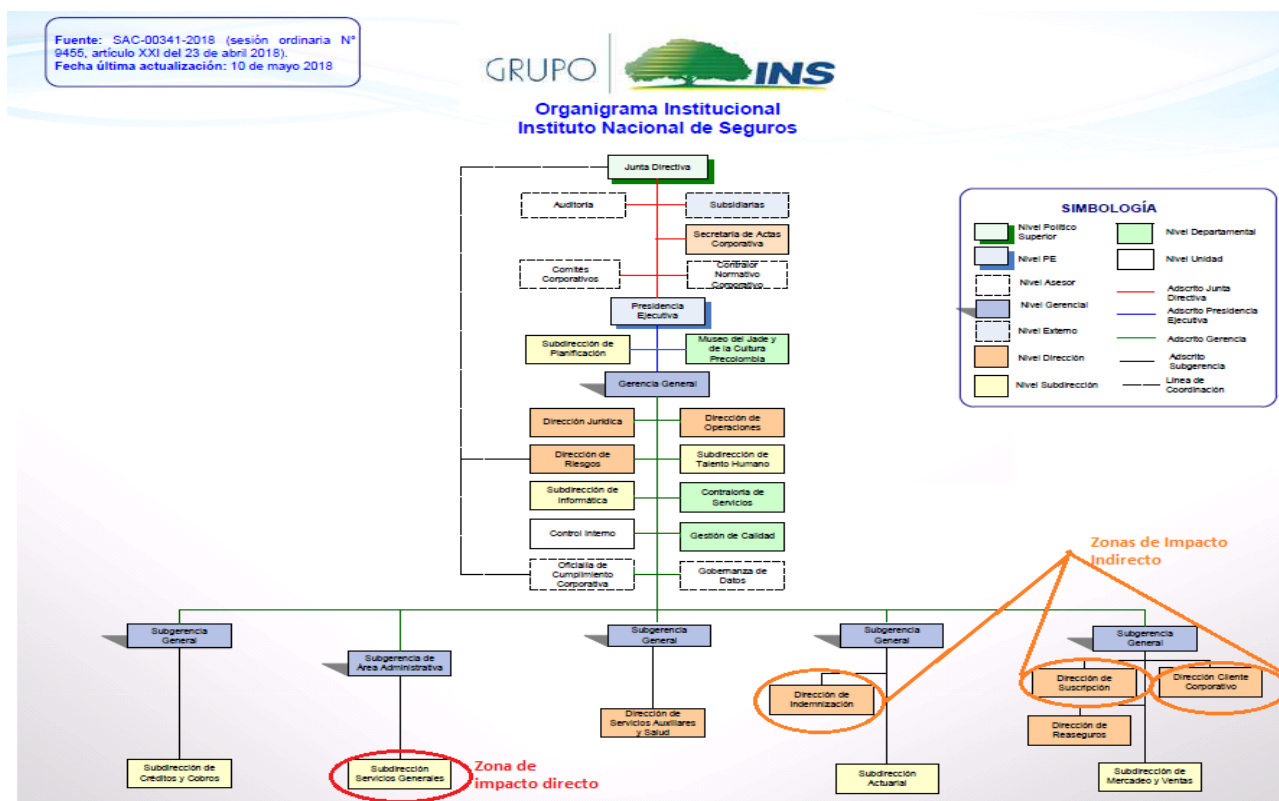 Fuente: SAC-00341-2018 (sesión ordinaria N°
9455, artículo XXI del 23 de abril 2018).
Fecha última actualización: 10 de mayo 2018
GRUPO INS
Organigrama Institucional
Instituto Nacional de Seguros
Junta Directiva
Auditoría
Subsidiarias
Secretaría de Actas
Corporativa
Comités
Corporativos
Contralor
Normativo
Corporativo
Presidencia
Ejecutiva
Subdirección de
Planificación
Museo del Jade y
de la Cultura
Precolombia
Gerencia General
Dirección Jurídica
Dirección de
Operaciones
Dirección de
Riesgos
Subdirección de
Talento Humano
Subdirección de
Informática
Contraloría de
Servicios
Control Interno
Gestión de Calidad
Oficialía de
Cumplimiento
Corporativa
Gobernanza de
Datos
SIMBOLOGÍA
Nivel Político
Superior
Nivel Departamental
Nivel PE
Nivel Unidad
Nivel Asesor
Adscrito Junta
Directiva
Nivel Gerencial
Adscrito Presidencia
Ejecutiva
Nivel Externo
Adscrito Gerencia
Nivel Dirección
Adscrito
Subgerencia
Nivel Subdirección
Línea de
Coordinación
Zonas de Impacto
Indirecto
Subgerencia
General
Subgerencia de
Área Administrativa
Subgerencia
General
Subgerencia
General
Subgerencia
General
Dirección de
Indemnización
Dirección de
Suscripción
Dirección Cliente
Corporativo
Dirección de
Servicios Auxiliares
y Salud
Dirección de
Reaseguros
Subdirección de
Créditos y Cobros
Subdirección
Servicios Generales
Zona de
impacto directo
Subdirección
Actuarial
Subdirección de
Mercadeo y Ventas